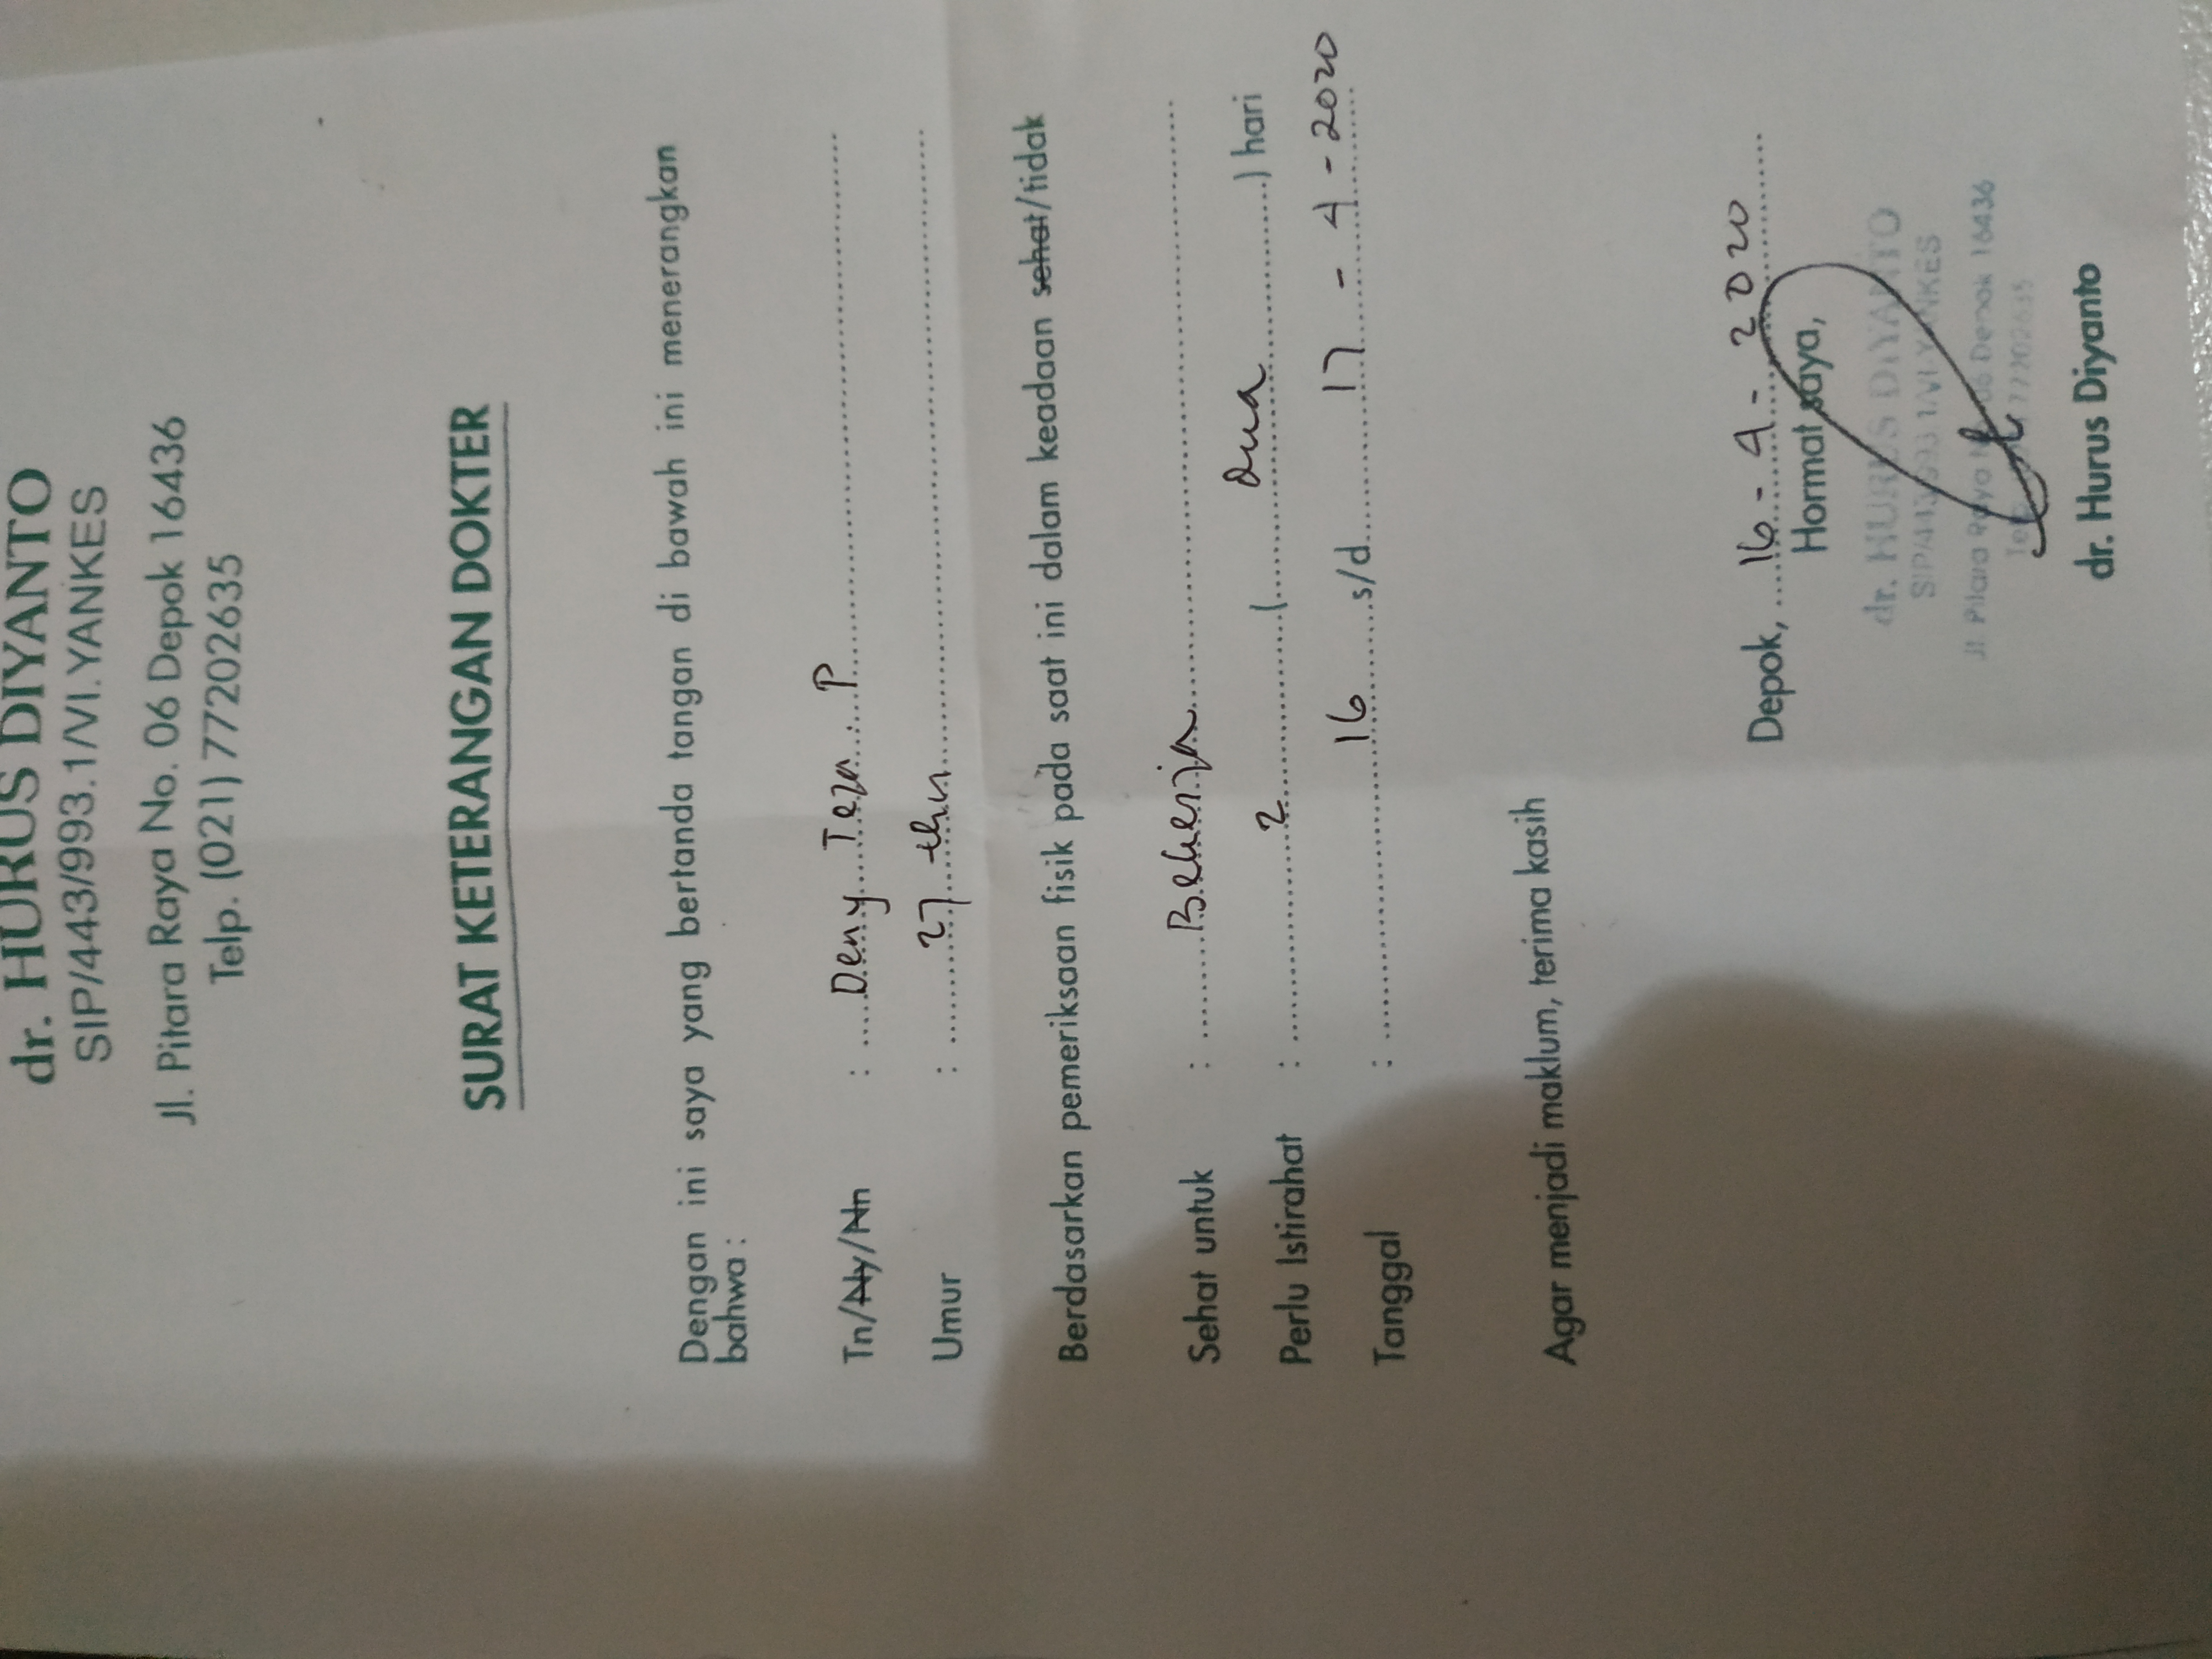 dr. HURUS DIYANTO
SIP/443/993.1/VI.YANKES
Jl. Pitara Raya No. 06 Depok 16436
Telp. (021) 77202635
SURAT KETERANGAN DOKTER
Dengan ini saya yang bertanda tangan di bawah ini menerangkan
bahwa :
Tn/Ny/Nn : Deny Teza. P
Umur : 27 thn
Berdasarkan pemeriksaan fisik pada saat ini dalam keadaan sehat/tidak
Sehat untuk : Bekerja
Perlu Istirahat : 2 ( dua ) hari
Tanggal : 16 s/d 17 - 4 - 2020
Agar menjadi maklum, terima kasih
Depok, 16 - 4 - 2020
Hormat saya,
dr. HURUS DIYANTO
SIP/443/993.1/VI.YANKES
Jl. Pitara Raya No. 06 Depok 16436
Telp. (021) 77202635
dr. Hurus Diyanto